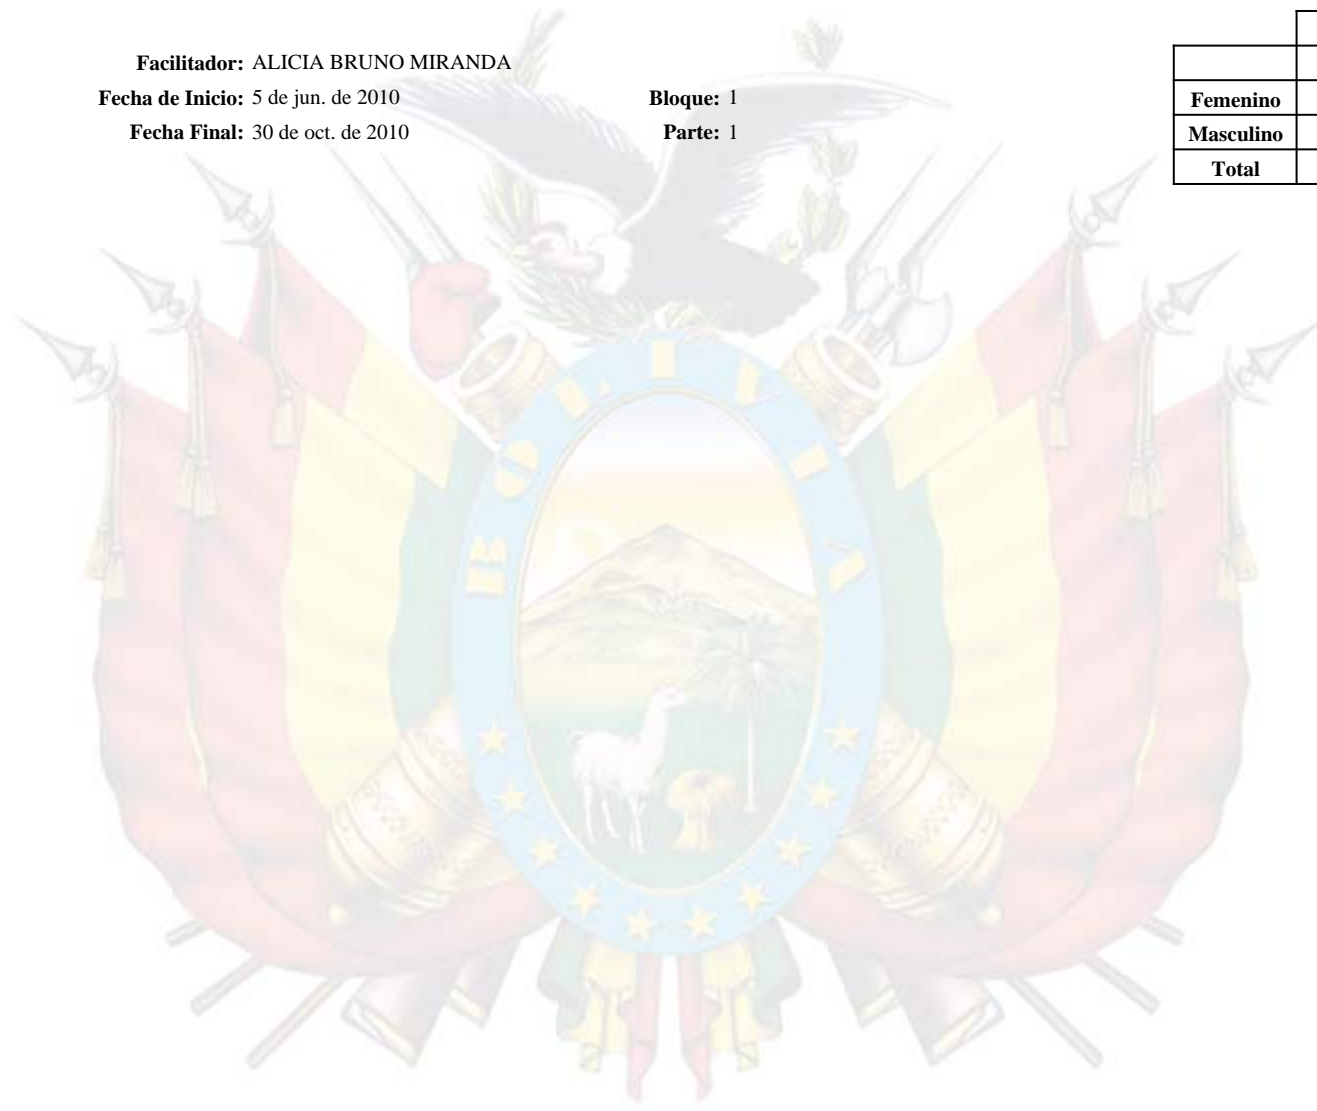 Facilitador: ALICIA BRUNO MIRANDA
Fecha de Inicio: 5 de jun. de 2010 Bloque: 1
Fecha Final: 30 de oct. de 2010 Parte: 1
Femenino
Masculino
Total
BOLIVIA